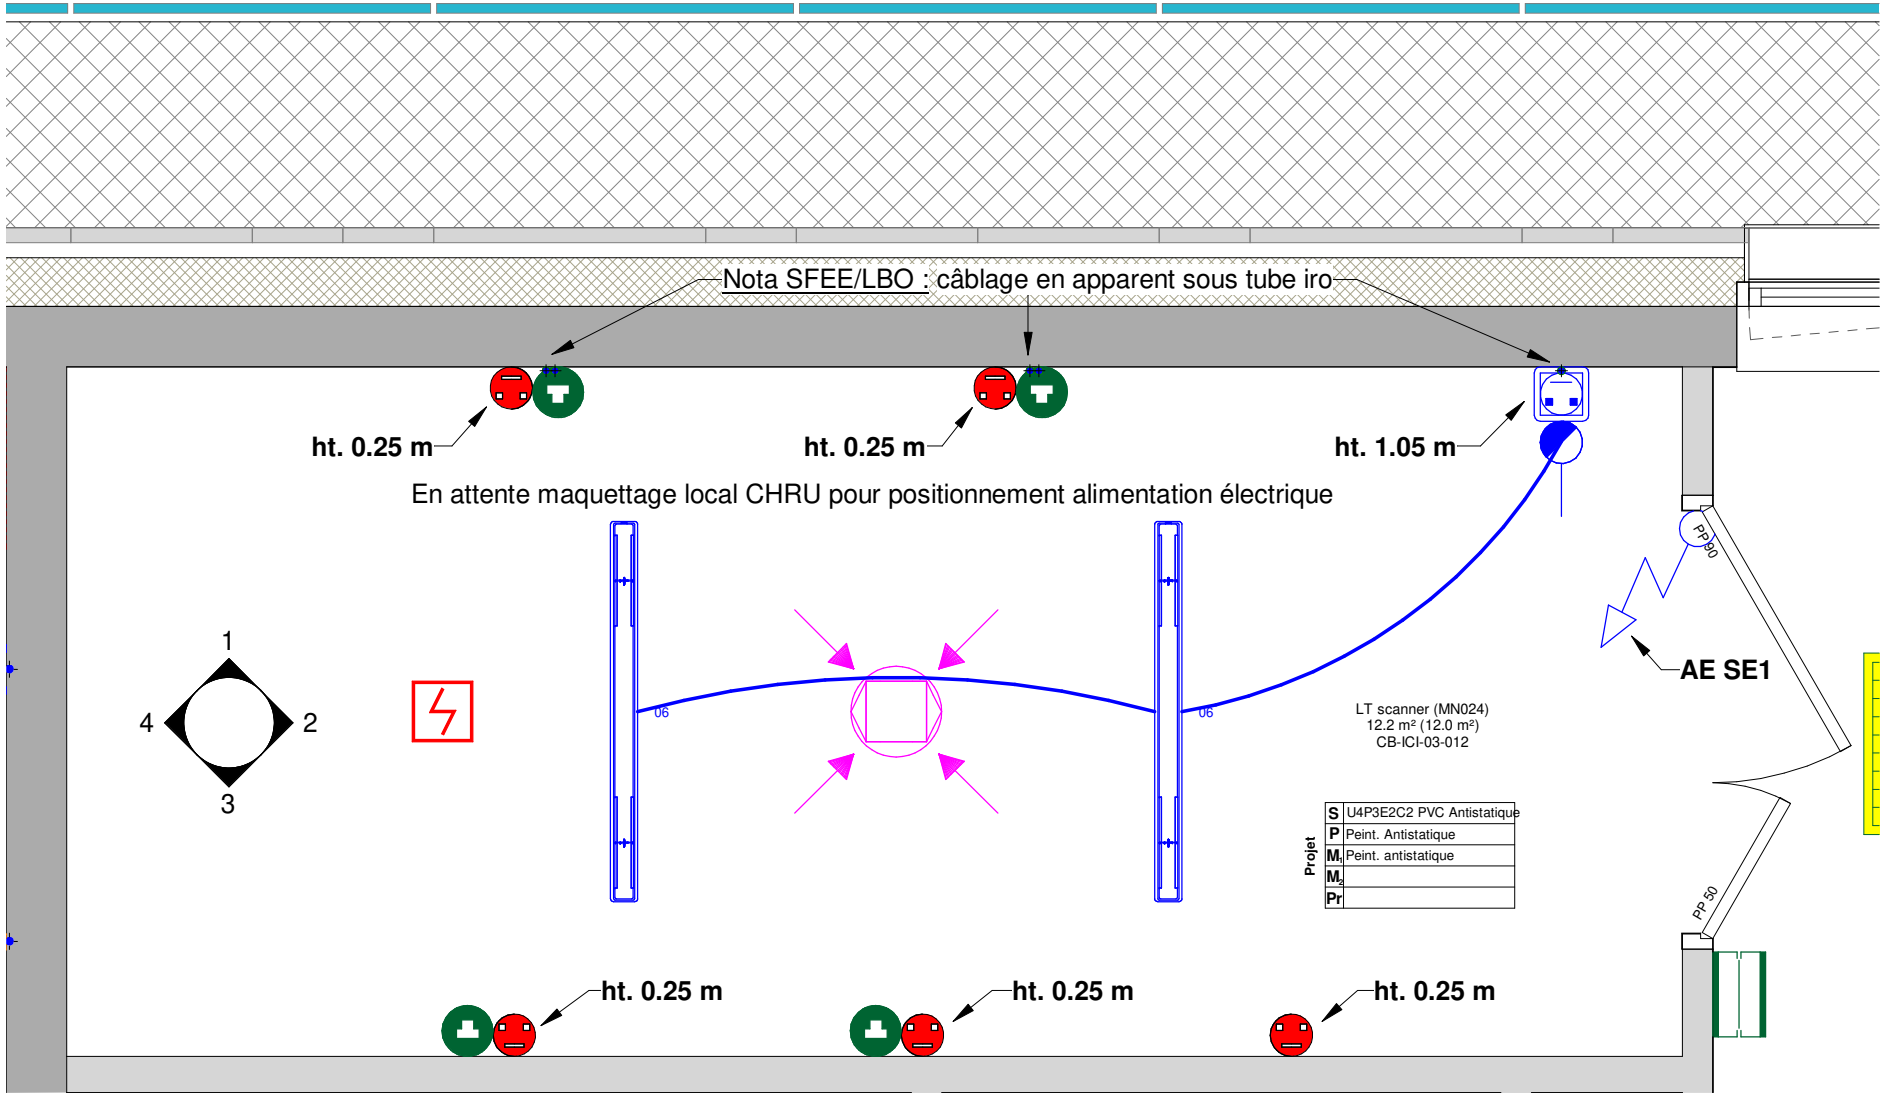 Nota SFEE/LBO : câblage en apparent sous tube iro
ht. 0.25 m
ht. 0.25 m
ht. 1.05 m
En attente maquettage local CHRU pour positionnement alimentation électrique
PP 90
1
4
2
3
AE SE1
06
06
LT scanner (MN024)
12.2 m² (12.0 m²)
CB-ICI-03-012
Projet
S U4P3E2C2 PVC Antistatique
P Peint. Antistatique
M1 Peint. antistatique
M2
Pr
PP 50
ht. 0.25 m
ht. 0.25 m
ht. 0.25 m